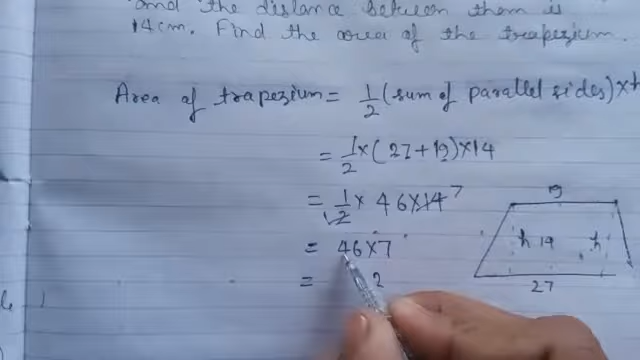 and the distance between them is
14cm. Find the area of the trapezium.
Area of trapezium = 1/2 (sum of parallel sides) × h
= 1/2 × (27+19) × 14
= 1/2 × 46 × 14 7
1
= 46 × 7
= 2
19
h 14 h
27